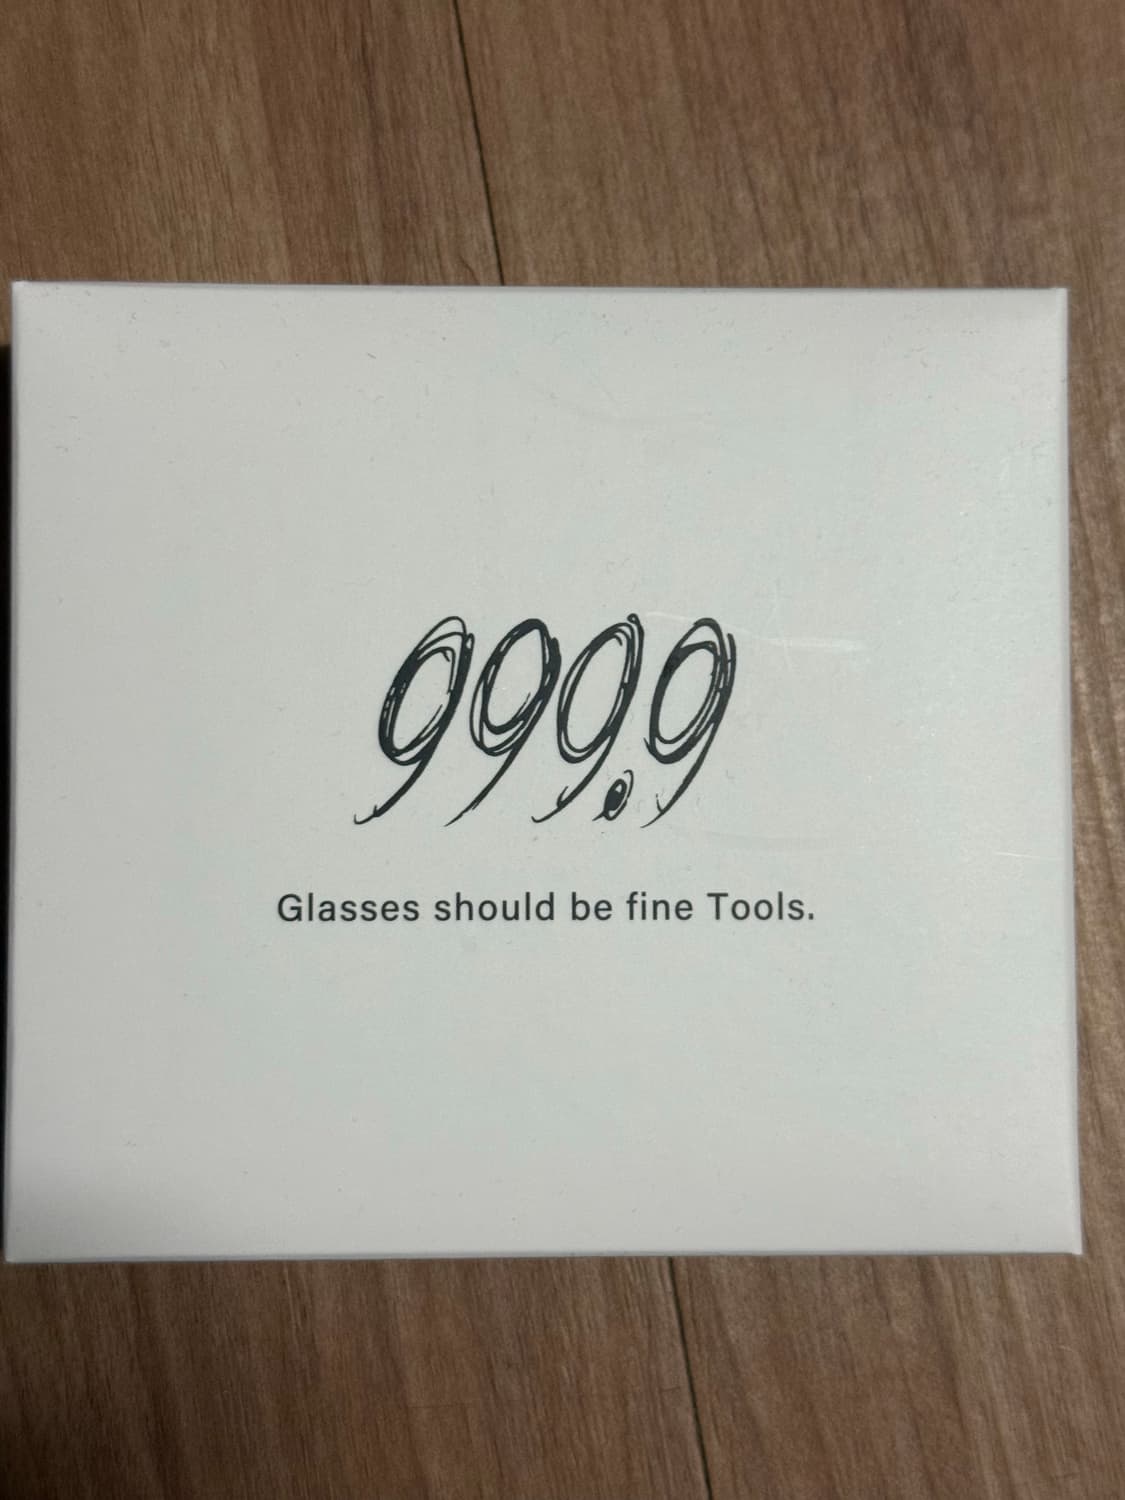 999.9
Glasses should be fine Tools.